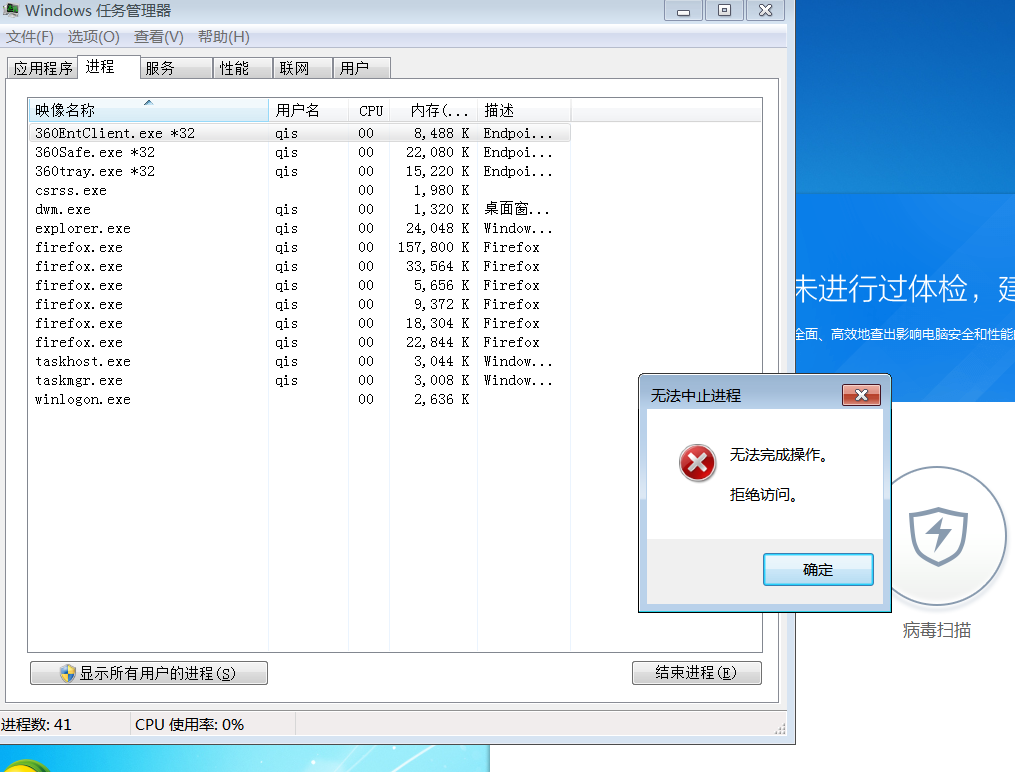 Windows 任务管理器
文件(F) 选项(O) 查看(V) 帮助(H)
应用程序 进程 服务 性能 联网 用户
映像名称 用户名 CPU 内存(... 描述
360EntClient.exe *32 qis 00 8,488 K Endpoi...
360Safe.exe *32 qis 00 22,080 K Endpoi...
360tray.exe *32 qis 00 15,220 K Endpoi...
csrss.exe 00 1,980 K
dwm.exe qis 00 1,320 K 桌面窗...
explorer.exe qis 00 24,048 K Window...
firefox.exe qis 00 157,800 K Firefox
firefox.exe qis 00 33,564 K Firefox
firefox.exe qis 00 5,656 K Firefox
firefox.exe qis 00 9,372 K Firefox
firefox.exe qis 00 18,304 K Firefox
firefox.exe qis 00 22,844 K Firefox
taskhost.exe qis 00 3,044 K Window...
taskmgr.exe qis 00 3,008 K Window...
winlogon.exe 00 2,636 K
显示所有用户的进程(S) 结束进程(E)
进程数: 41 CPU 使用率: 0%
未进行过体检，建
全面、高效地查出影响电脑安全和性能
无法中止进程
无法完成操作。
拒绝访问。
确定
病毒扫描